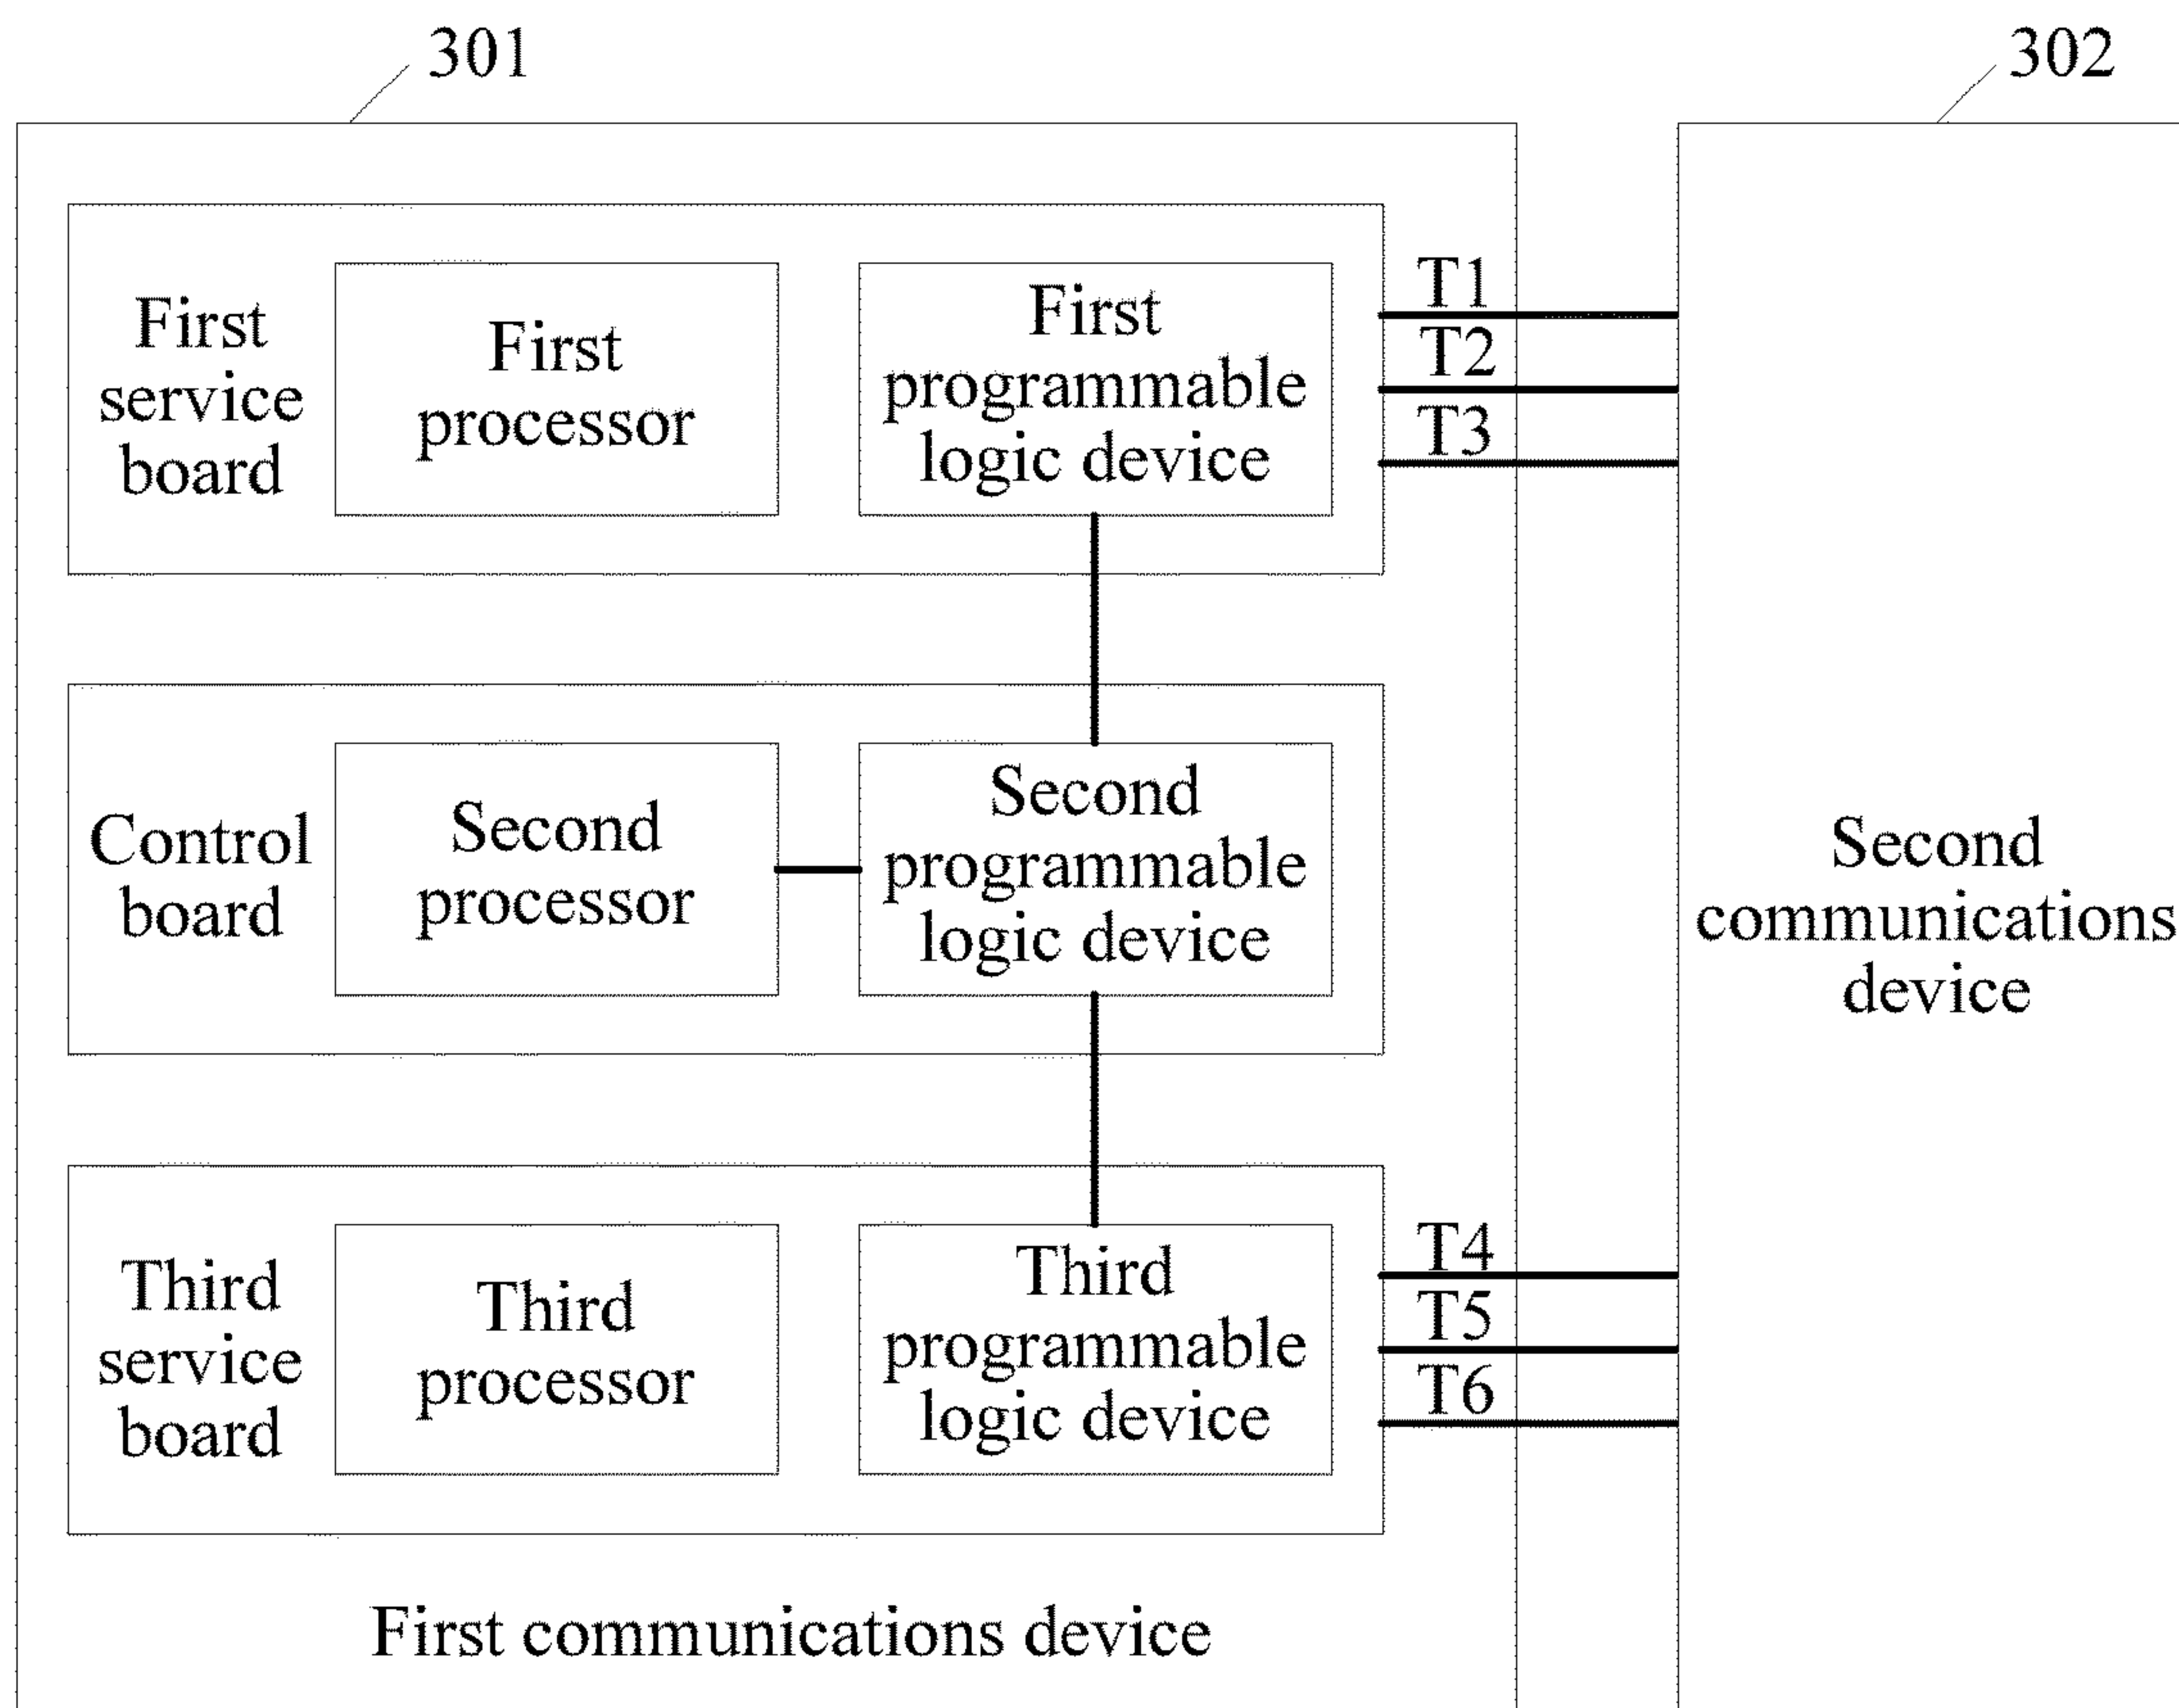 301
302
First
service
board
First
processor
First
programmable
logic device
T1
T2
T3
Control
board
Second
processor
Second
programmable
logic device
Second
communications
device
Third
service
board
Third
processor
Third
programmable
logic device
T4
T5
T6
First communications device